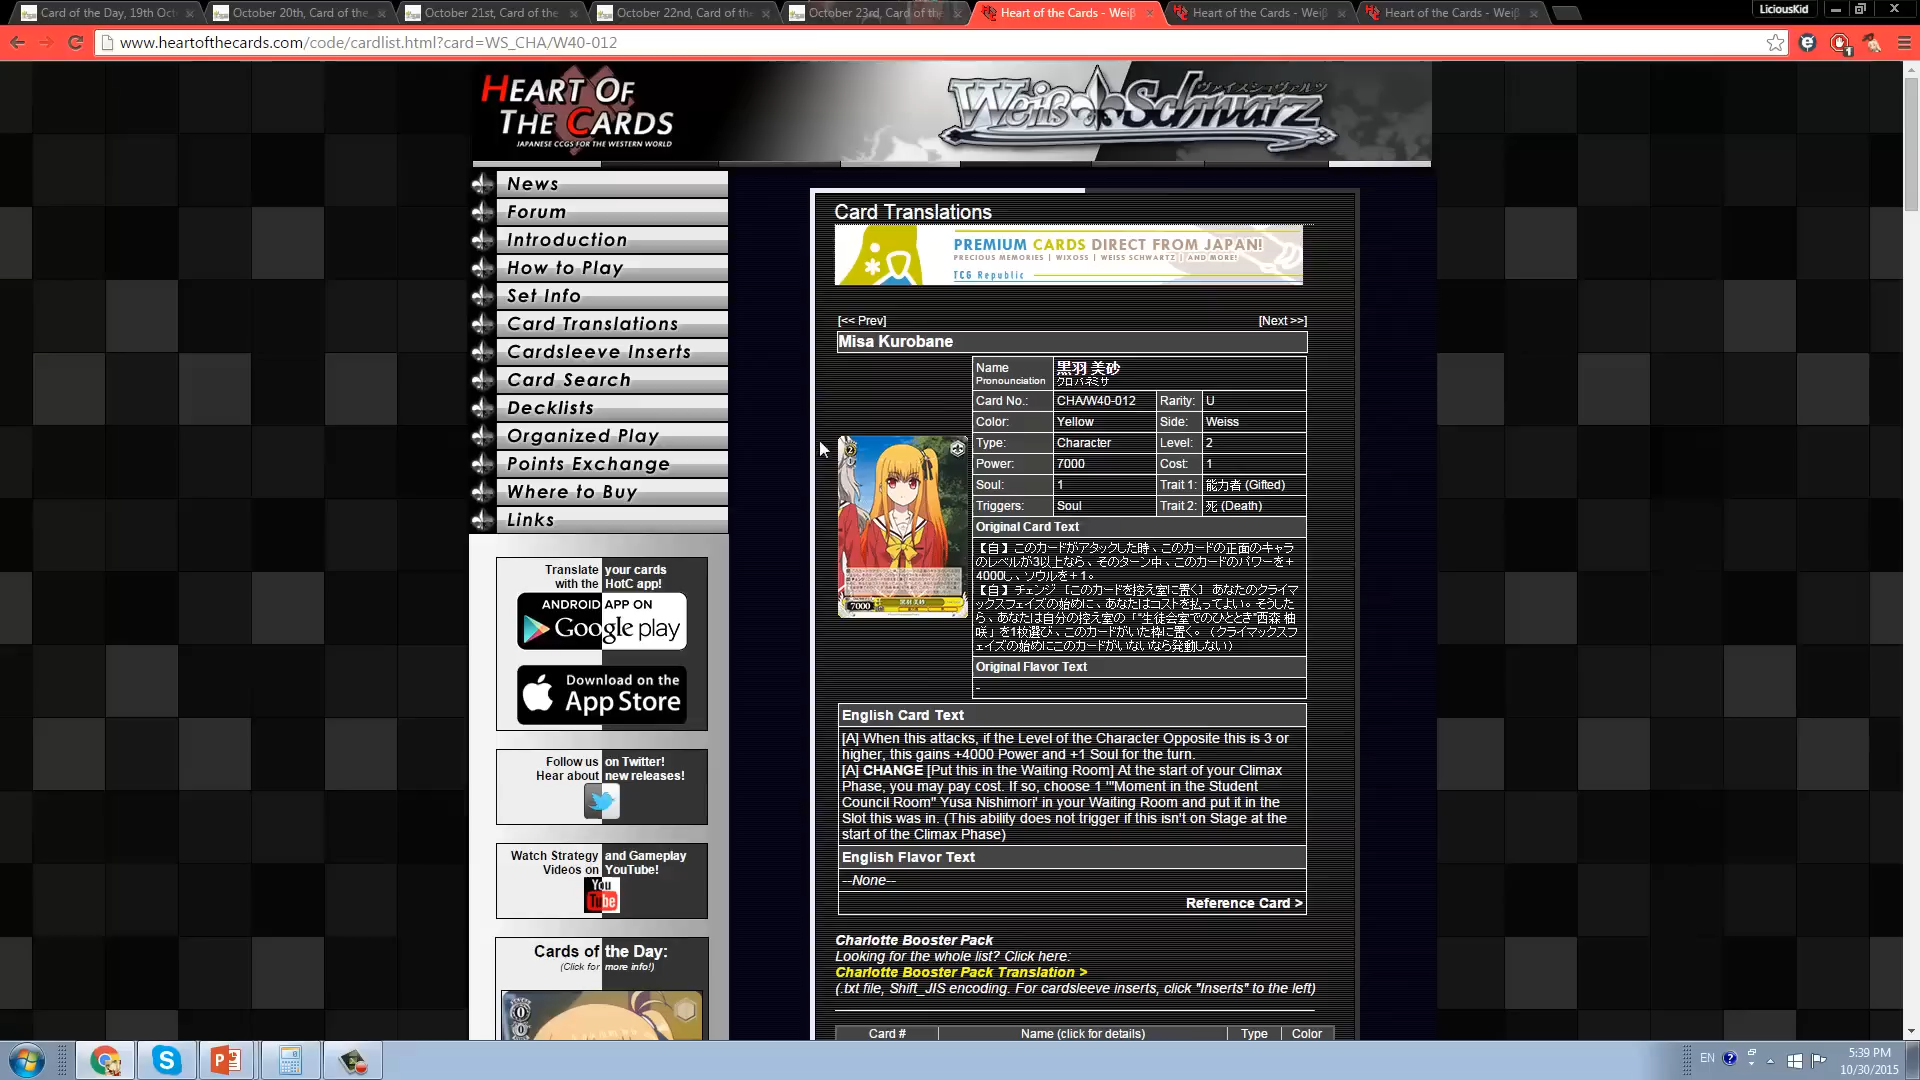 Card of the Day, 19th Oct
October 20th, Card of the
October 21st, Card of the
October 22nd, Card of th
October 23rd, Card of the
Heart of the Cards - Weiß
Heart of the Cards - Weiß
Heart of the Cards - Weiß
LiciousKid
www.heartofthecards.com/code/cardlist.html?card=WS_CHA/W40-012
HEART OF
THE CARDS
JAPANESE CCGS FOR THE WESTERN WORLD
ヴァイスシュヴァルツ
Weiß Schwarz
News
Forum
Introduction
How to Play
Set Info
Card Translations
Cardsleeve Inserts
Card Search
Decklists
Organized Play
Points Exchange
Where to Buy
Links
Translate your cards
with the HotC app!
ANDROID APP ON
Google play
Download on the
App Store
Follow us on Twitter!
Hear about new releases!
Watch Strategy and Gameplay
Videos on YouTube!
You
Tube
Cards of the Day:
(Click for more info!)
Card Translations
PREMIUM CARDS DIRECT FROM JAPAN!
PRECIOUS MEMORIES | WIXOSS | WEISS SCHWARTZ | AND MORE!
TCG Republic
[<< Prev]
[Next >>]
Misa Kurobane
Name 黒羽 美砂
Pronounciation クロバネミサ
Card No.: CHA/W40-012 Rarity: U
Color: Yellow Side: Weiss
Type: Character Level: 2
Power: 7000 Cost: 1
Soul: 1 Trait 1: 能力者 (Gifted)
Triggers: Soul Trait 2: 死 (Death)
7000
黒羽 美砂
Original Card Text
【自】このカードがアタックした時、このカードの正面のキャラ
のレベルが3以上なら、そのターン中、このカードのパワーを+
4000し、ソウルを+1。
【自】チェンジ［このカードを控え室に置く］ あなたのクライマ
ックスフェイズの始めに、あなたはコストを払ってよい。そうした
ら、あなたは自分の控え室の「"生徒会室でのひととき"西森 柚
咲」を1枚選び、このカードがいた枠に置く。（クライマックスフ
ェイズの始めにこのカードがいないなら発動しない）
Original Flavor Text
-
English Card Text
[A] When this attacks, if the Level of the Character Opposite this is 3 or
higher, this gains +4000 Power and +1 Soul for the turn.
[A] CHANGE [Put this in the Waiting Room] At the start of your Climax
Phase, you may pay cost. If so, choose 1 '"Moment in the Student
Council Room" Yusa Nishimori' in your Waiting Room and put it in the
Slot this was in. (This ability does not trigger if this isn't on Stage at the
start of the Climax Phase)
English Flavor Text
--None--
Reference Card >
Charlotte Booster Pack
Looking for the whole list? Click here:
Charlotte Booster Pack Translation >
(.txt file, Shift_JIS encoding. For cardsleeve inserts, click "Inserts" to the left)
Card # Name (click for details) Type Color
EN
5:39 PM
10/30/2015